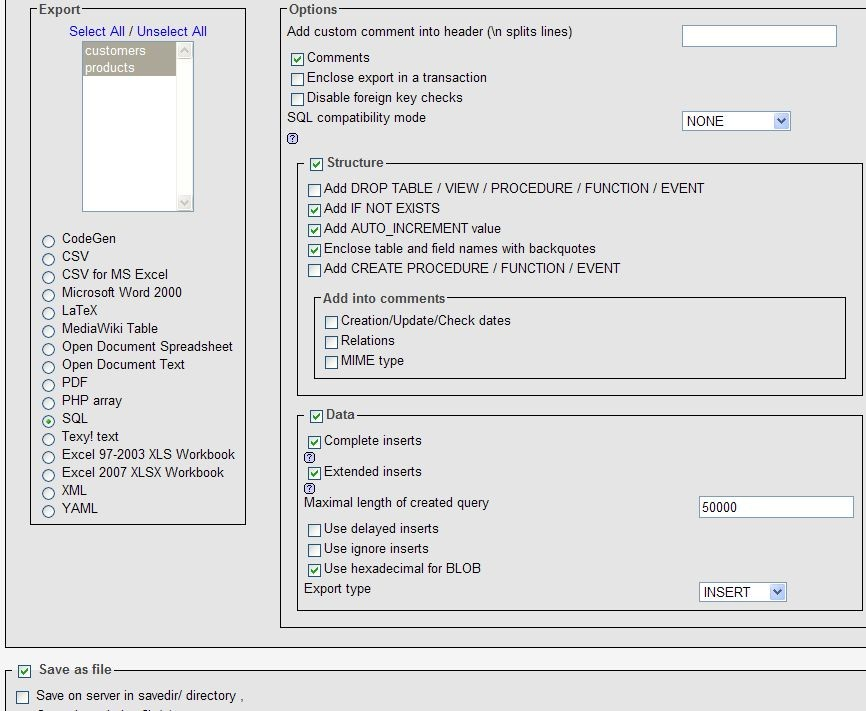 Export
Select All / Unselect All
customers
products
CodeGen
CSV
CSV for MS Excel
Microsoft Word 2000
LaTeX
MediaWiki Table
Open Document Spreadsheet
Open Document Text
PDF
PHP array
SQL
Texy! text
Excel 97-2003 XLS Workbook
Excel 2007 XLSX Workbook
XML
YAML
Options
Add custom comment into header (\n splits lines)
Comments
Enclose export in a transaction
Disable foreign key checks
SQL compatibility mode NONE
?
Structure
Add DROP TABLE / VIEW / PROCEDURE / FUNCTION / EVENT
Add IF NOT EXISTS
Add AUTO_INCREMENT value
Enclose table and field names with backquotes
Add CREATE PROCEDURE / FUNCTION / EVENT
Add into comments
Creation/Update/Check dates
Relations
MIME type
Data
Complete inserts
?
Extended inserts
?
Maximal length of created query 50000
Use delayed inserts
Use ignore inserts
Use hexadecimal for BLOB
Export type INSERT
Save as file
Save on server in savedir/ directory ,